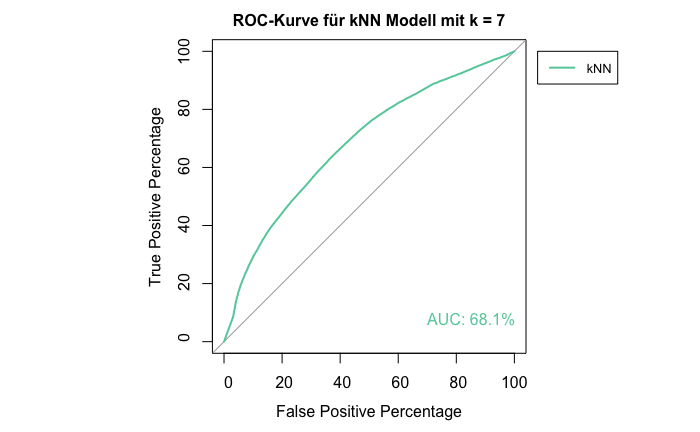 ROC-Kurve für kNN Modell mit k = 7
kNN
True Positive Percentage
100
80
60
40
20
0
AUC: 68.1%
0 20 40 60 80 100
False Positive Percentage